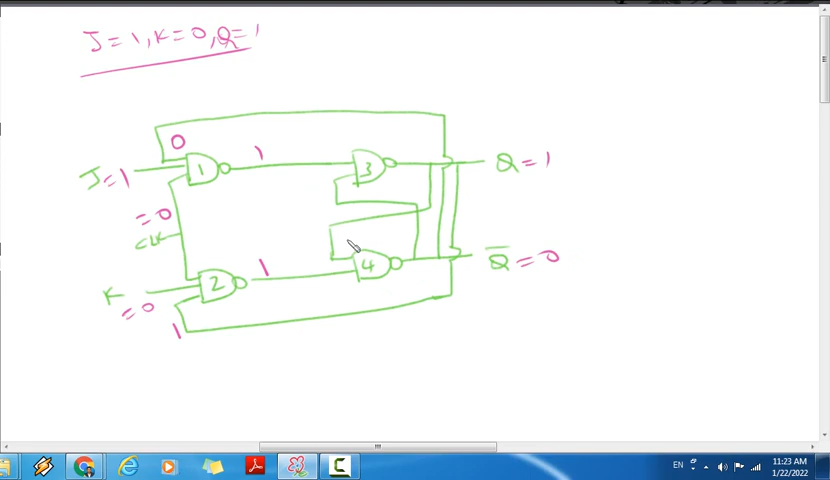 J=1, K=0, Q=1
0
1
J=1
1
3
Q=1
=0
CLK
1
4
Q̅=0
2
K
=0
1
EN
11:23 AM
1/22/2022